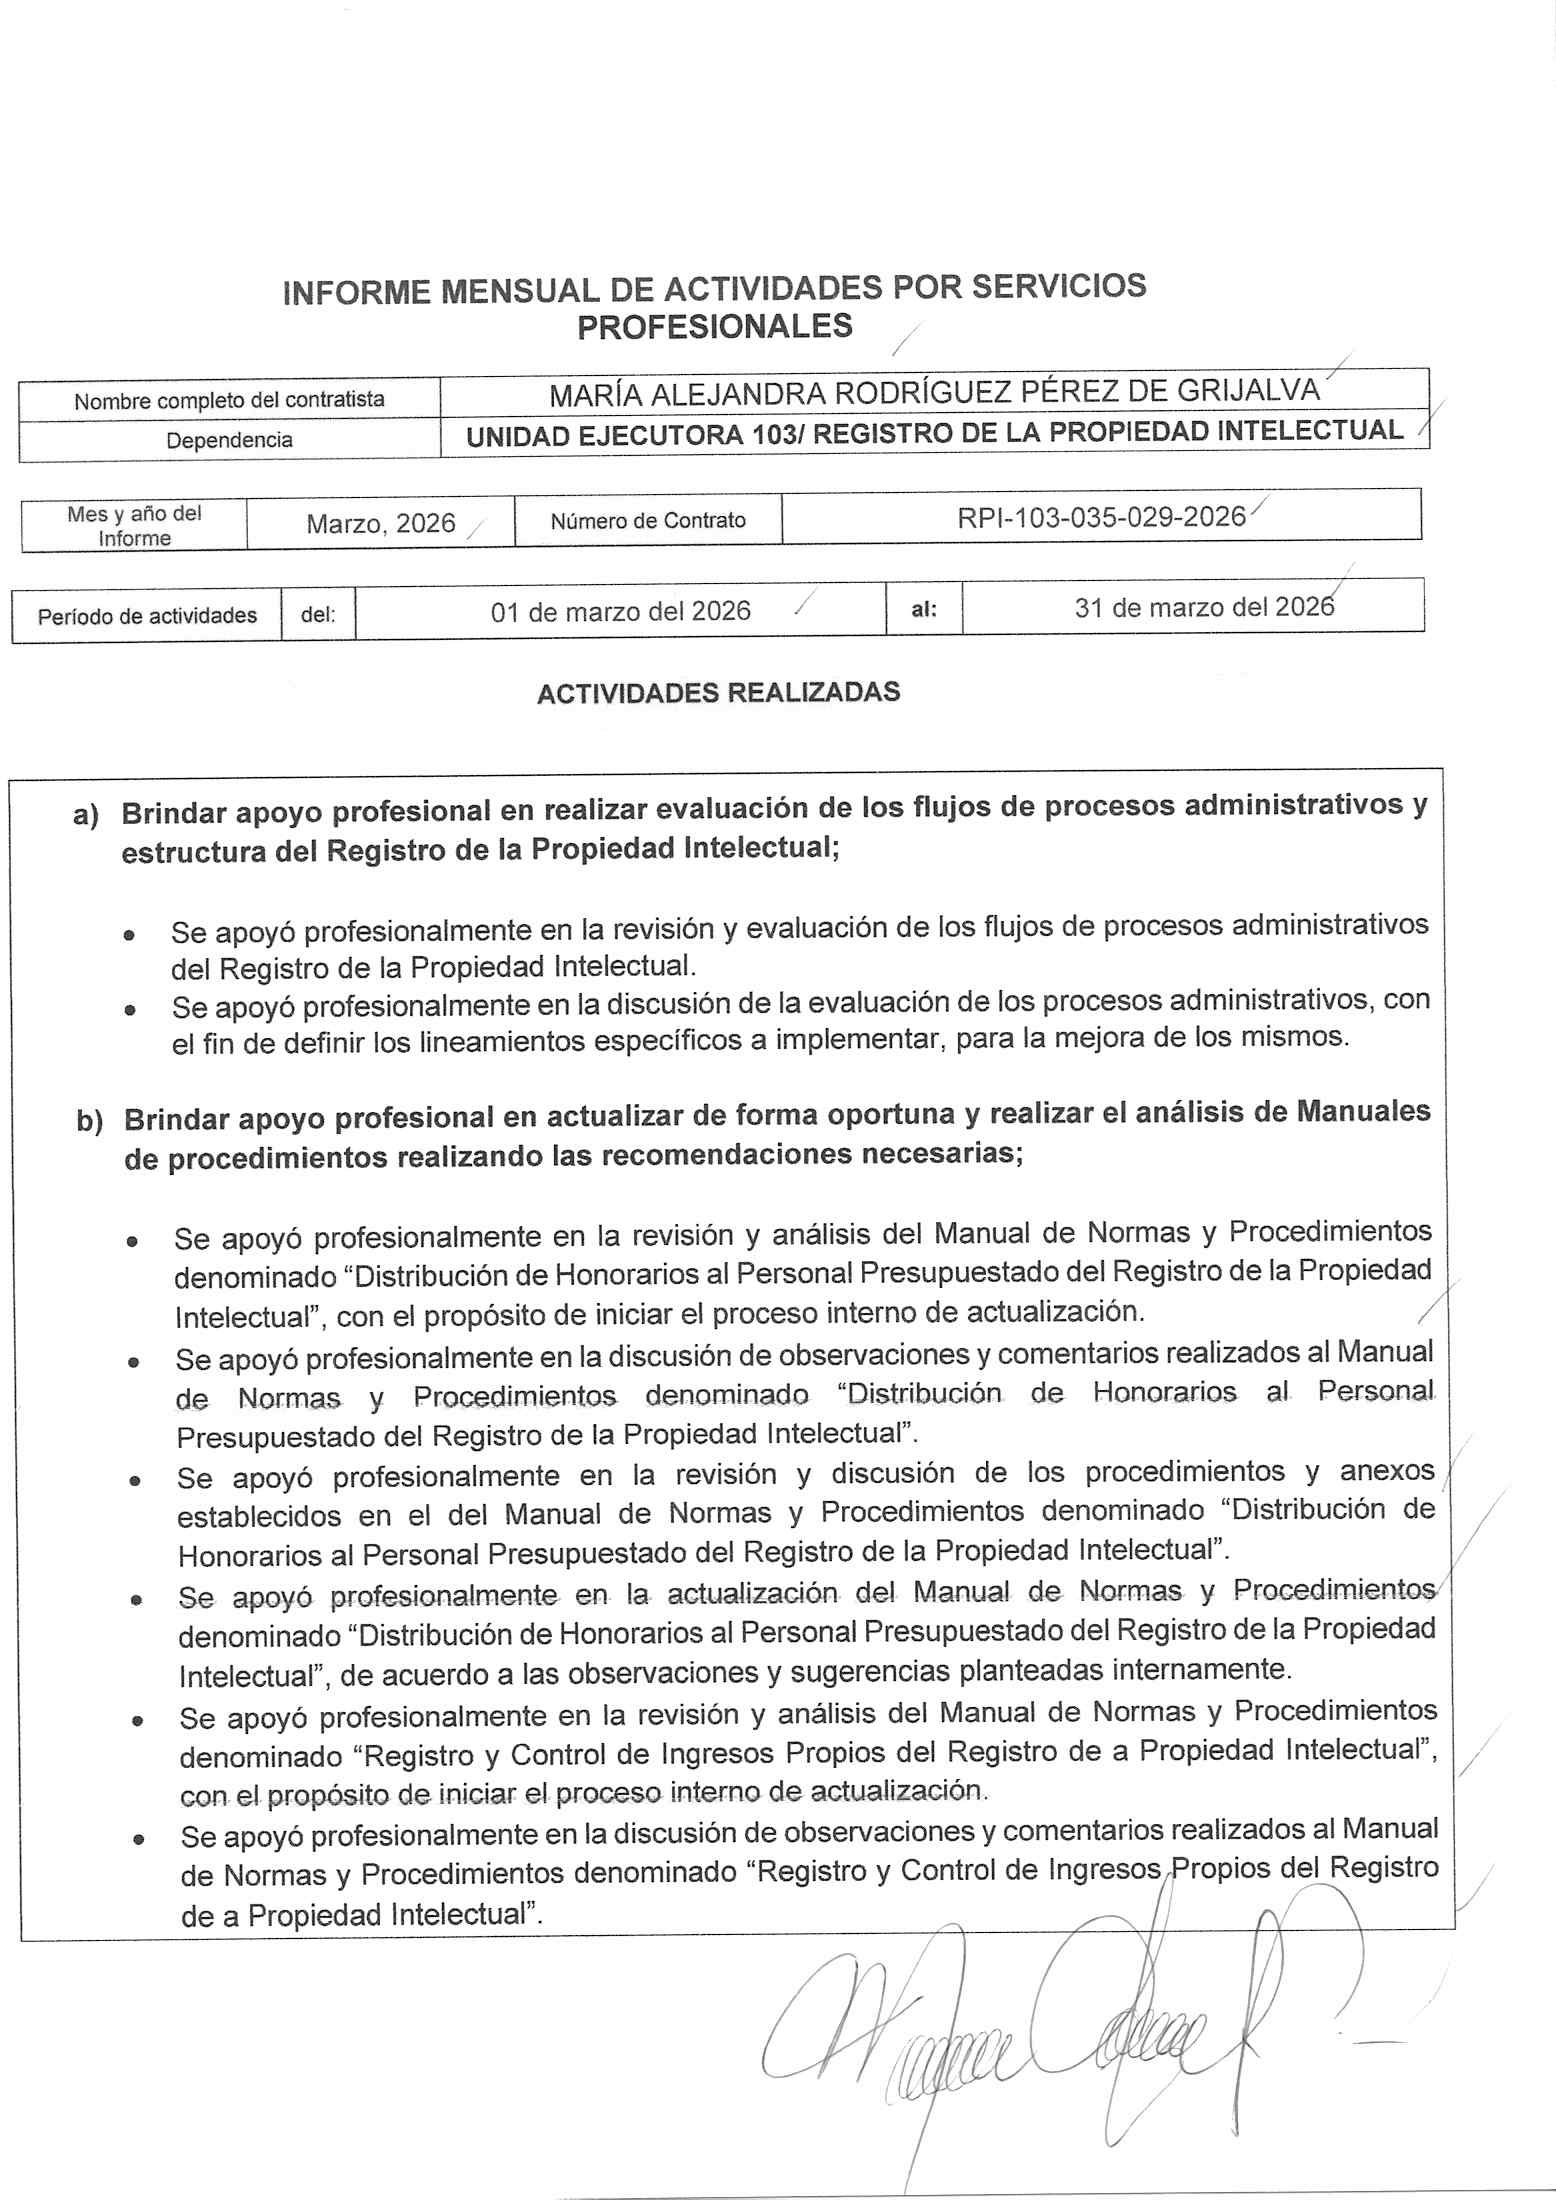 INFORME MENSUAL DE ACTIVIDADES POR SERVICIOS
PROFESIONALES
Nombre completo del contratista MARÍA ALEJANDRA RODRÍGUEZ PÉREZ DE GRIJALVA
Dependencia UNIDAD EJECUTORA 103/ REGISTRO DE LA PROPIEDAD INTELECTUAL
Mes y año del
Informe Marzo, 2026 Número de Contrato RPI-103-035-029-2026
Período de actividades del: 01 de marzo del 2026 al: 31 de marzo del 2026
ACTIVIDADES REALIZADAS
a) Brindar apoyo profesional en realizar evaluación de los flujos de procesos administrativos y
estructura del Registro de la Propiedad Intelectual;
• Se apoyó profesionalmente en la revisión y evaluación de los flujos de procesos administrativos
del Registro de la Propiedad Intelectual.
• Se apoyó profesionalmente en la discusión de la evaluación de los procesos administrativos, con
el fin de definir los lineamientos específicos a implementar, para la mejora de los mismos.
b) Brindar apoyo profesional en actualizar de forma oportuna y realizar el análisis de Manuales
de procedimientos realizando las recomendaciones necesarias;
• Se apoyó profesionalmente en la revisión y análisis del Manual de Normas y Procedimientos
denominado “Distribución de Honorarios al Personal Presupuestado del Registro de la Propiedad
Intelectual”, con el propósito de iniciar el proceso interno de actualización.
• Se apoyó profesionalmente en la discusión de observaciones y comentarios realizados al Manual
de Normas y Procedimientos denominado “Distribución de Honorarios al Personal
Presupuestado del Registro de la Propiedad Intelectual”.
• Se apoyó profesionalmente en la revisión y discusión de los procedimientos y anexos
establecidos en el del Manual de Normas y Procedimientos denominado “Distribución de
Honorarios al Personal Presupuestado del Registro de la Propiedad Intelectual”.
• Se apoyó profesionalmente en la actualización del Manual de Normas y Procedimientos
denominado “Distribución de Honorarios al Personal Presupuestado del Registro de la Propiedad
Intelectual”, de acuerdo a las observaciones y sugerencias planteadas internamente.
• Se apoyó profesionalmente en la revisión y análisis del Manual de Normas y Procedimientos
denominado “Registro y Control de Ingresos Propios del Registro de a Propiedad Intelectual”,
con el propósito de iniciar el proceso interno de actualización.
• Se apoyó profesionalmente en la discusión de observaciones y comentarios realizados al Manual
de Normas y Procedimientos denominado “Registro y Control de Ingresos Propios del Registro
de a Propiedad Intelectual”.